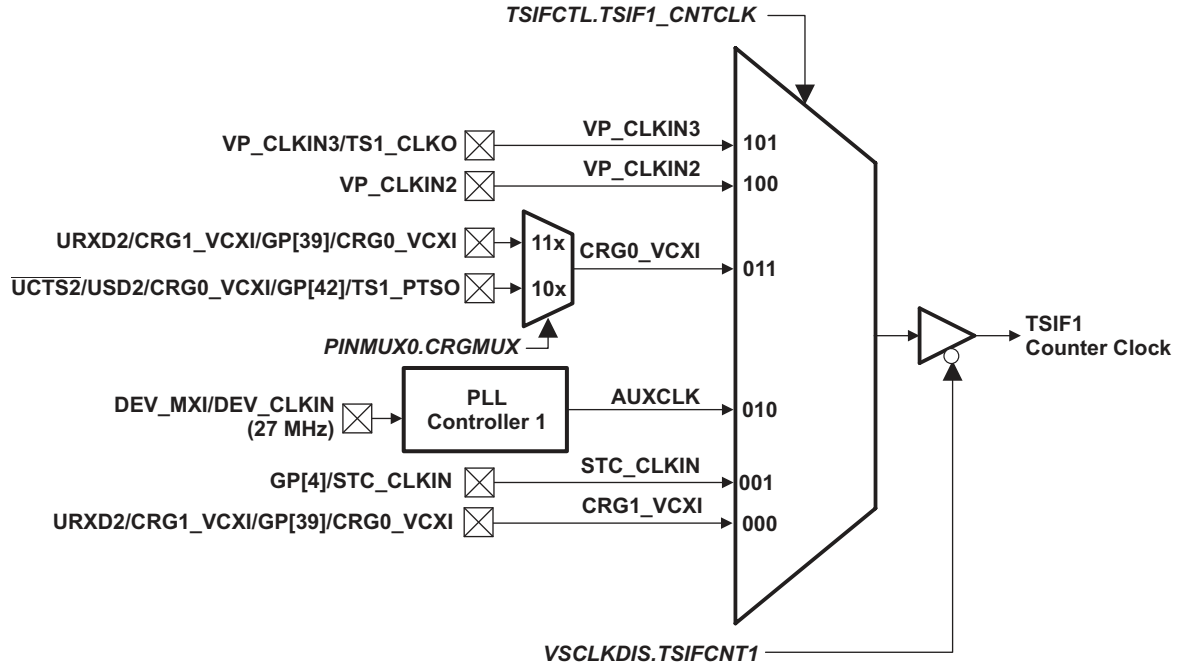 TSIFCTL.TSIF1_CNTCLK
VP_CLKIN3/TS1_CLKO
VP_CLKIN3
101
VP_CLKIN2
VP_CLKIN2
100
URXD2/CRG1_VCXI/GP[39]/CRG0_VCXI
11x
CRG0_VCXI
011
UCTS2/USD2/CRG0_VCXI/GP[42]/TS1_PTSO
10x
PINMUX0.CRGMUX
TSIF1
Counter Clock
DEV_MXI/DEV_CLKIN
(27 MHz)
PLL
Controller 1
AUXCLK
010
GP[4]/STC_CLKIN
STC_CLKIN
001
URXD2/CRG1_VCXI/GP[39]/CRG0_VCXI
CRG1_VCXI
000
VSCLKDIS.TSIFCNT1